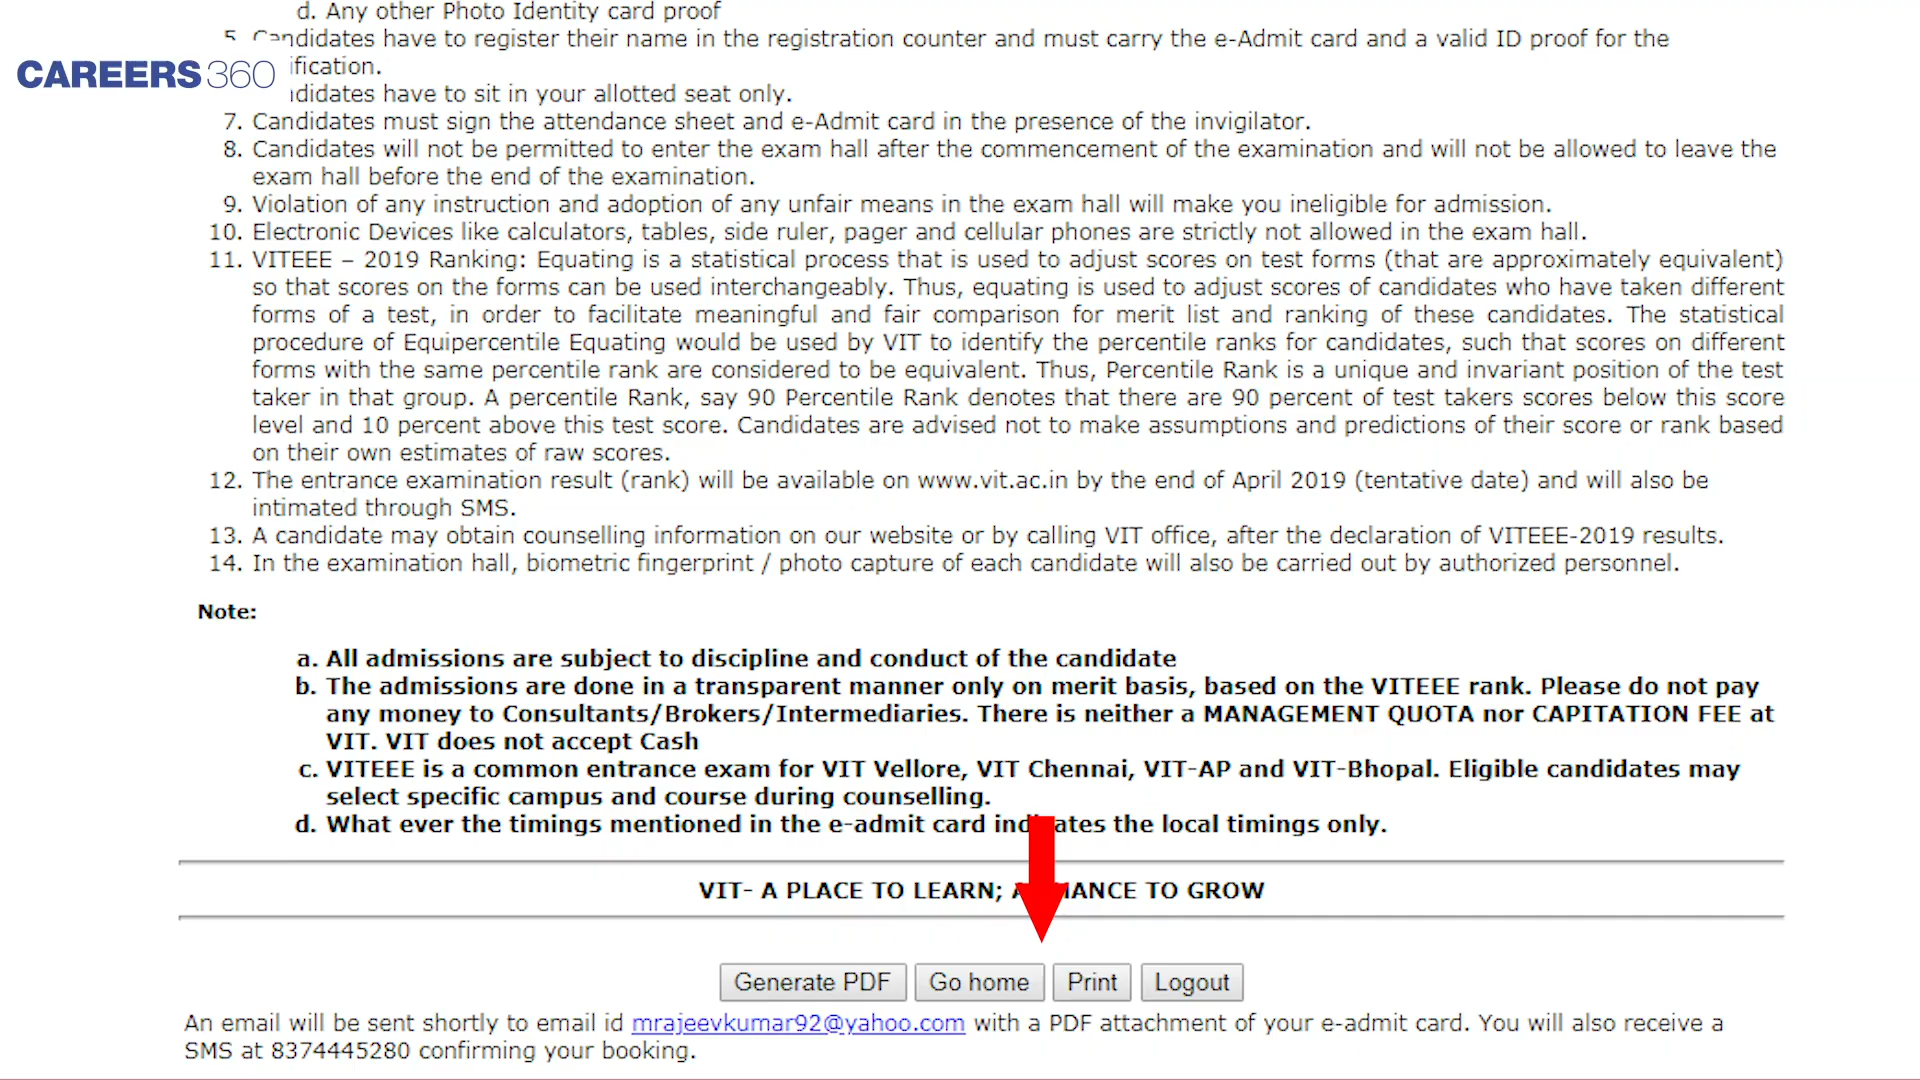 d. Any other Photo Identity card proof
5. Candidates have to register their name in the registration counter and must carry the e-Admit card and a valid ID proof for the
CAREERS360
ification.
didates have to sit in your allotted seat only.
7. Candidates must sign the attendance sheet and e-Admit card in the presence of the invigilator.
8. Candidates will not be permitted to enter the exam hall after the commencement of the examination and will not be allowed to leave the
exam hall before the end of the examination.
9. Violation of any instruction and adoption of any unfair means in the exam hall will make you ineligible for admission.
10. Electronic Devices like calculators, tables, side ruler, pager and cellular phones are strictly not allowed in the exam hall.
11. VITEEE – 2019 Ranking: Equating is a statistical process that is used to adjust scores on test forms (that are approximately equivalent)
so that scores on the forms can be used interchangeably. Thus, equating is used to adjust scores of candidates who have taken different
forms of a test, in order to facilitate meaningful and fair comparison for merit list and ranking of these candidates. The statistical
procedure of Equipercentile Equating would be used by VIT to identify the percentile ranks for candidates, such that scores on different
forms with the same percentile rank are considered to be equivalent. Thus, Percentile Rank is a unique and invariant position of the test
taker in that group. A percentile Rank, say 90 Percentile Rank denotes that there are 90 percent of test takers scores below this score
level and 10 percent above this test score. Candidates are advised not to make assumptions and predictions of their score or rank based
on their own estimates of raw scores.
12. The entrance examination result (rank) will be available on www.vit.ac.in by the end of April 2019 (tentative date) and will also be
intimated through SMS.
13. A candidate may obtain counselling information on our website or by calling VIT office, after the declaration of VITEEE-2019 results.
14. In the examination hall, biometric fingerprint / photo capture of each candidate will also be carried out by authorized personnel.
Note:
a. All admissions are subject to discipline and conduct of the candidate
b. The admissions are done in a transparent manner only on merit basis, based on the VITEEE rank. Please do not pay
any money to Consultants/Brokers/Intermediaries. There is neither a MANAGEMENT QUOTA nor CAPITATION FEE at
VIT. VIT does not accept Cash
c. VITEEE is a common entrance exam for VIT Vellore, VIT Chennai, VIT-AP and VIT-Bhopal. Eligible candidates may
select specific campus and course during counselling.
d. What ever the timings mentioned in the e-admit card indicates the local timings only.
VIT- A PLACE TO LEARN; A CHANCE TO GROW
Generate PDF Go home Print Logout
An email will be sent shortly to email id mrajeevkumar92@yahoo.com with a PDF attachment of your e-admit card. You will also receive a
SMS at 8374445280 confirming your booking.